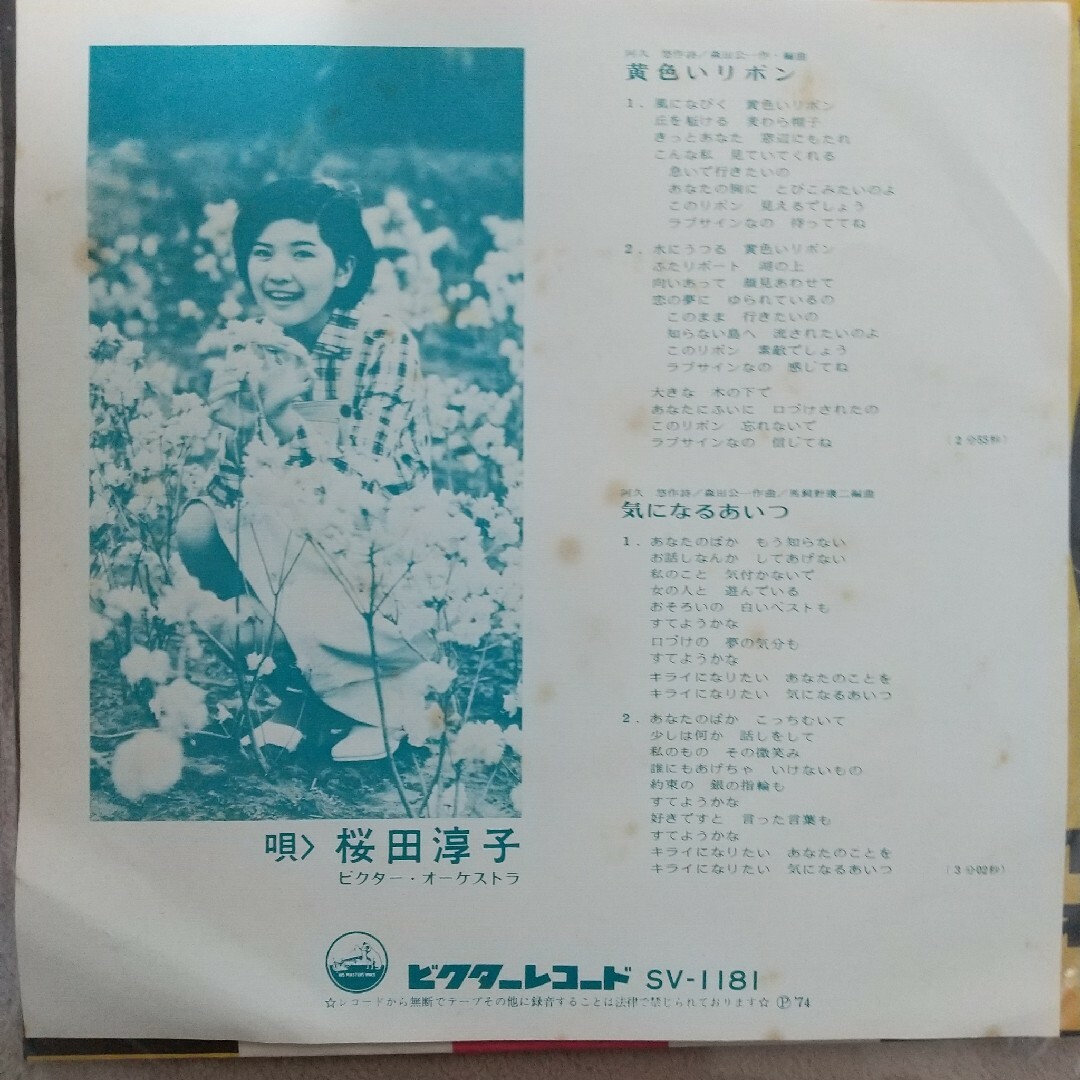 阿久 悠作詩／森田公一作・編曲
黄色いリボン
1. 風になびく 黄色いリボン
丘を駈ける 麦わら帽子
きっとあなた 窓辺にもたれ
こんな私 見ていてくれる
急いで行きたいの
あなたの胸に とびこみたいのよ
このリボン 見えるでしょう
ラブサインなの 待っててね
2. 水にうつる 黄色いリボン
ふたりボート 湖の上
向いあって 顔見あわせて
恋の夢に ゆられているの
このまま 行きたいの
知らない島へ 流されたいのよ
このリボン 素敵でしょう
ラブサインなの 感じてね
大きな 木の下で
あなたにふいに 口づけされたの
このリボン 忘れないで
ラブサインなの 信じてね
(2分55秒)
阿久 悠作詩／森田公一作曲／馬飼野俊二編曲
気になるあいつ
1. あなたのばか もう知らない
お話しなんか してあげない
私のこと 気付かないで
女の人と 遊んでいる
おそろいの 白いベストも
すてようかな
口づけの 夢の気分も
すてようかな
キライになりたい あなたのことを
キライになりたい 気になるあいつ
2. あなたのばか こっちむいて
少しは何か 話しをして
私のもの その微笑み
誰にもあげちゃ いけないもの
約束の 銀の指輪も
すてようかな
好きですと 言った言葉も
すてようかな
キライになりたい あなたのことを
キライになりたい 気になるあいつ
(3分02秒)
唄〉桜田淳子
ビクター・オーケストラ
HIS MASTER'S VOICE
ビクターレコード SV-1181
☆レコードから無断でテープその他に録音することは法律で禁じられております☆ Ⓟ'74